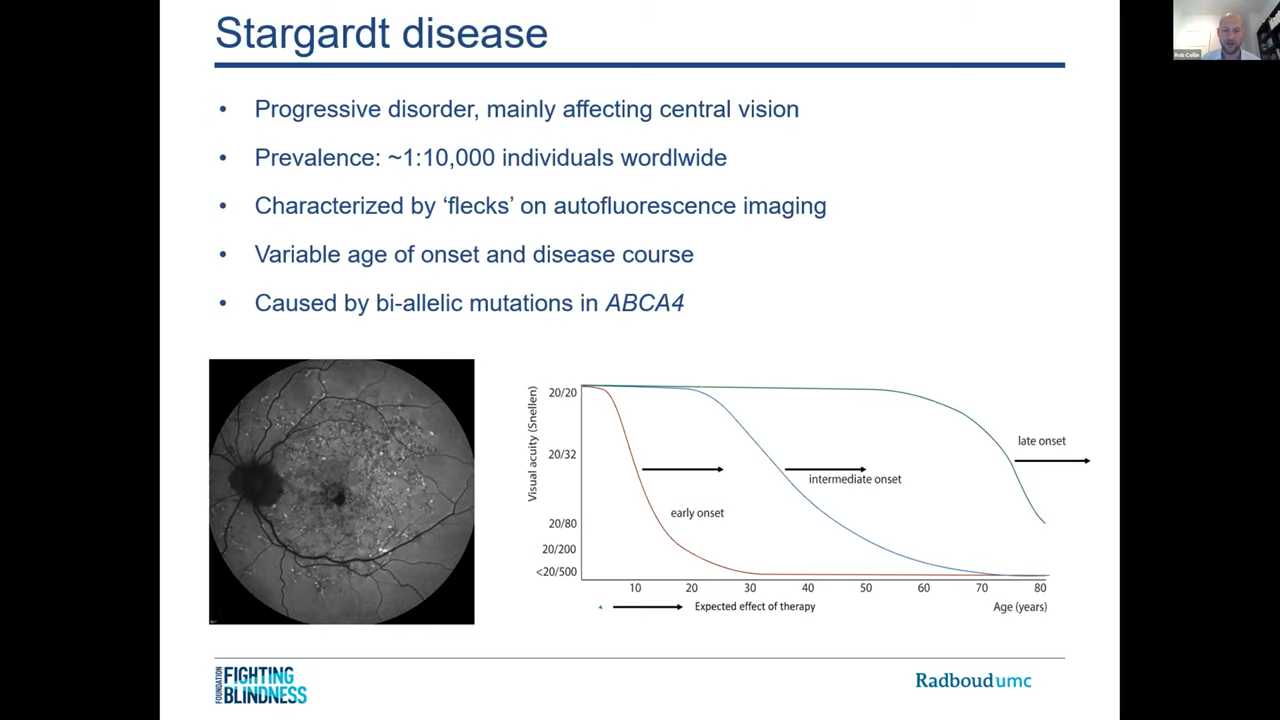 Stargardt disease
• Progressive disorder, mainly affecting central vision
• Prevalence: ~1:10,000 individuals wordlwide
• Characterized by ‘flecks’ on autofluorescence imaging
• Variable age of onset and disease course
• Caused by bi-allelic mutations in ABCA4
Visual acuity (Snellen)
20/20
20/32
20/80
20/200
<20/500
early onset
intermediate onset
late onset
10 20 30 40 50 60 70 80
Expected effect of therapy
Age (years)
FOUNDATION
FIGHTING
BLINDNESS
Radboudumc
Rob Collin